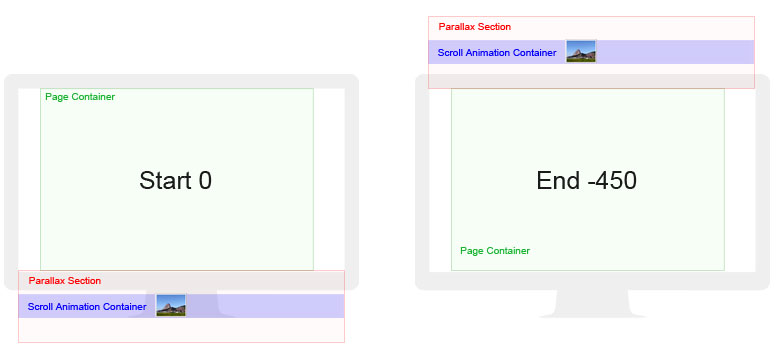 Page Container
Start 0
Parallax Section
Scroll Animation Container
Parallax Section
Scroll Animation Container
End -450
Page Container